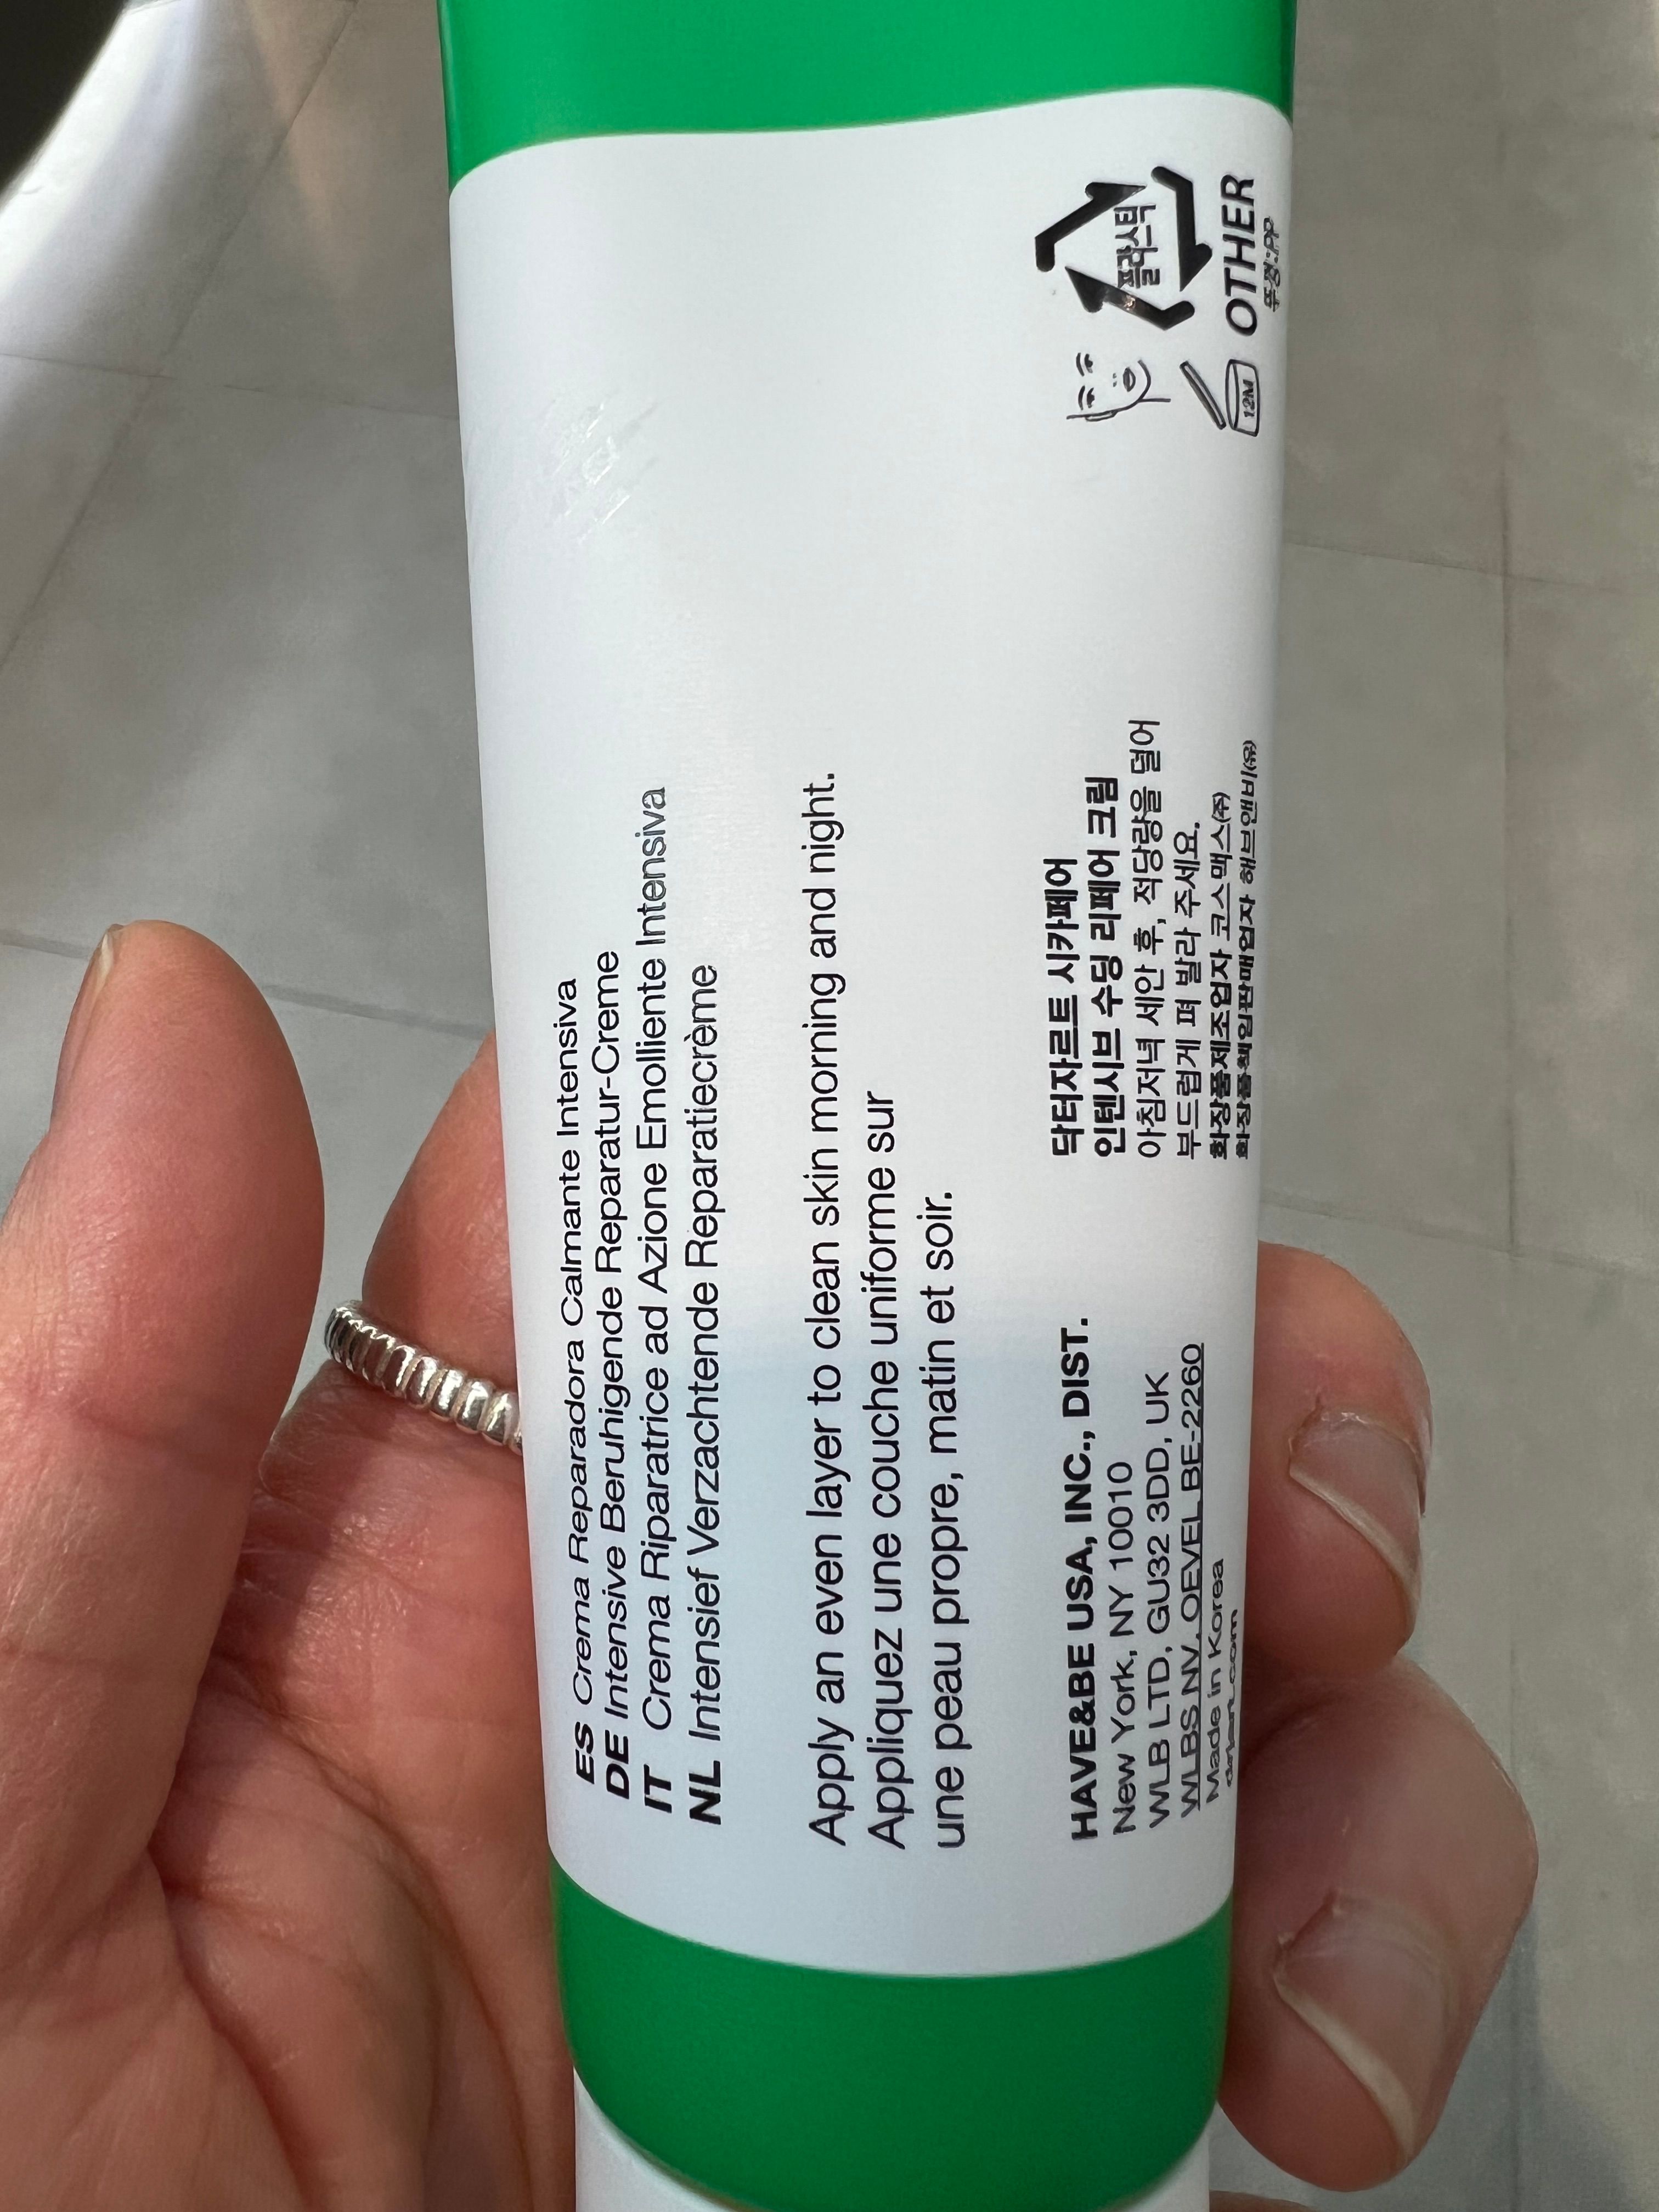 ES Crema Reparadora Calmante Intensiva
DE Intensive Beruhigende Reparatur-Creme
IT Crema Riparatrice ad Azione Emolliente Intensiva
NL Intensief Verzachtende Reparatiecrème
Apply an even layer to clean skin morning and night.
Appliquez une couche uniforme sur
une peau propre, matin et soir.
HAVE&BE USA, INC., DIST.
New York, NY 10010
WLB LTD, GU32 3DD, UK
WLBS NV. OEVEL BE-2260
Made in Korea
drjart.com
닥터자르트 시카페어
인텐시브 수딩 리페어 크림
아침저녁 세안 후, 적당량을 덜어
부드럽게 펴 발라 주세요.
화장품제조업자 코스맥스(주)
화장품책임판매업자 해브앤비(유)
12M
플라스틱
OTHER
뚜껑:PP